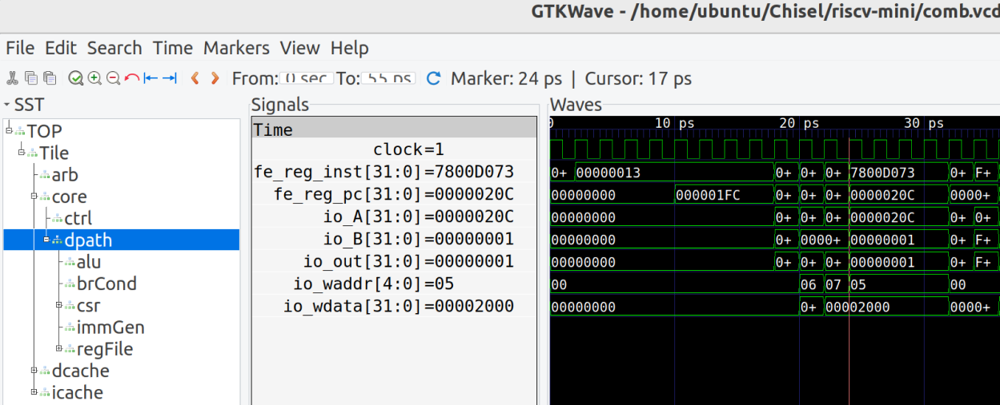 GTKWave - /home/ubuntu/Chisel/riscv-mini/comb.vcd
File Edit Search Time Markers View Help
From: 0 sec To: 55 ps Marker: 24 ps | Cursor: 17 ps
SST
TOP
Tile
arb
core
ctrl
dpath
alu
brCond
csr
immGen
regFile
dcache
icache
Signals
Time
clock=1
fe_reg_inst[31:0]=7800D073
fe_reg_pc[31:0]=0000020C
io_A[31:0]=0000020C
io_B[31:0]=00000001
io_out[31:0]=00000001
io_waddr[4:0]=05
io_wdata[31:0]=00002000
Waves
0 10 ps 20 ps 30 ps
0+ 00000013 0+ 0+ 0+ 7800D073 0+ F+
00000000 000001FC 0+ 0+ 0+ 0000020C 0000+
00000000 0+ 0+ 0+ 0000020C 0+ 0+
00000000 0+ 0000+ 00000001 0+ F+
00000000 0+ 0+ 0+ 00000001 0+ F+
00 06 07 05 00
00000000 0+ 00002000 0000+